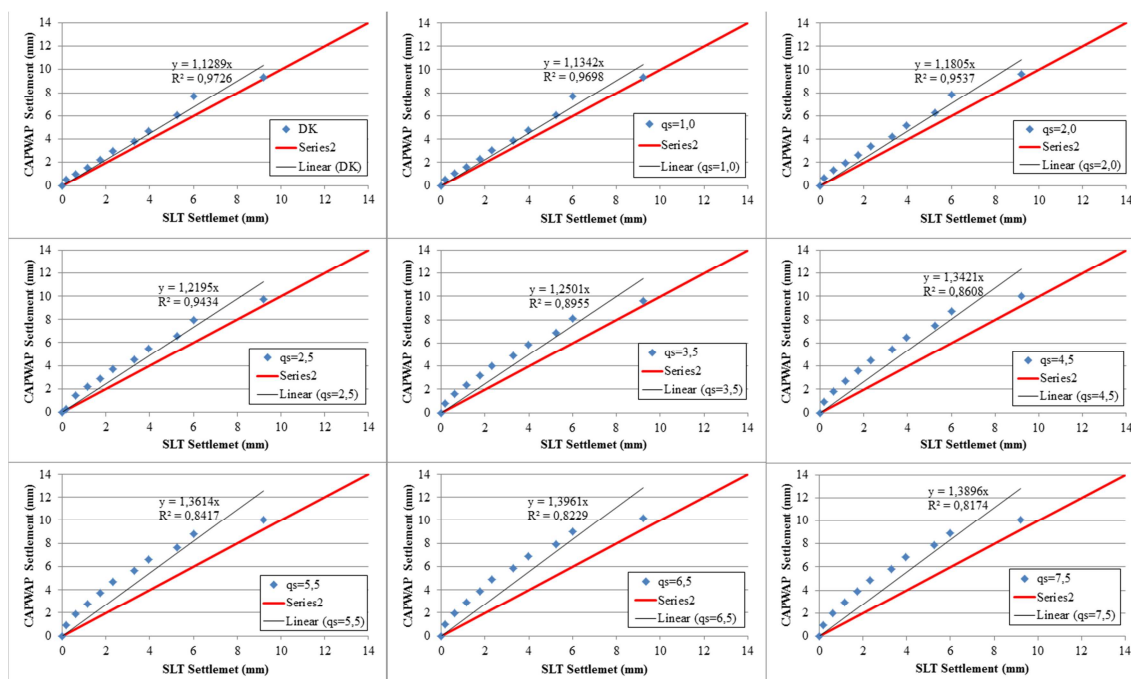 14
12
10
8
6
4
2
0
CAPWAP Settlement (mm)
y = 1,1289x
R² = 0,9726
DK
Series2
Linear (DK)
0 2 4 6 8 10 12 14
SLT Settlemet (mm)
14
12
10
8
6
4
2
0
CAPWAP Settlement (mm)
y = 1,1342x
R² = 0,9698
qs=1,0
Series2
Linear (qs=1,0)
0 2 4 6 8 10 12 14
SLT Settlemet (mm)
14
12
10
8
6
4
2
0
CAPWAP Settlement (mm)
y = 1,1805x
R² = 0,9537
qs=2,0
Series2
Linear (qs=2,0)
0 2 4 6 8 10 12 14
SLT Settlemet (mm)
14
12
10
8
6
4
2
0
CAPWAP Settlement (mm)
y = 1,2195x
R² = 0,9434
qs=2,5
Series2
Linear (qs=2,5)
0 2 4 6 8 10 12 14
SLT Settlemet (mm)
14
12
10
8
6
4
2
0
CAPWAP Settlement (mm)
y = 1,2501x
R² = 0,8955
qs=3,5
Series2
Linear (qs=3,5)
0 2 4 6 8 10 12 14
SLT Settlemet (mm)
14
12
10
8
6
4
2
0
CAPWAP Settlement (mm)
y = 1,3421x
R² = 0,8608
qs=4,5
Series2
Linear (qs=4,5)
0 2 4 6 8 10 12 14
SLT Settlemet (mm)
14
12
10
8
6
4
2
0
CAPWAP Settlement (mm)
y = 1,3614x
R² = 0,8417
qs=5,5
Series2
Linear (qs=5,5)
0 2 4 6 8 10 12 14
SLT Settlemet (mm)
14
12
10
8
6
4
2
0
CAPWAP Settlement (mm)
y = 1,3961x
R² = 0,8229
qs=6,5
Series2
Linear (qs=6,5)
0 2 4 6 8 10 12 14
SLT Settlemet (mm)
14
12
10
8
6
4
2
0
CAPWAP Settlement (mm)
y = 1,3896x
R² = 0,8174
qs=7,5
Series2
Linear (qs=7,5)
0 2 4 6 8 10 12 14
SLT Settlement (mm)